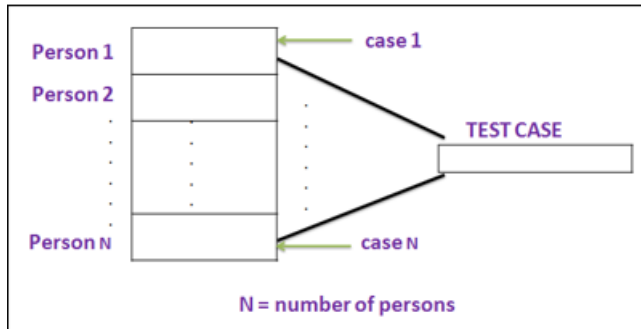 Person 1
case 1
Person 2
TEST CASE
Person N
case N
N = number of persons